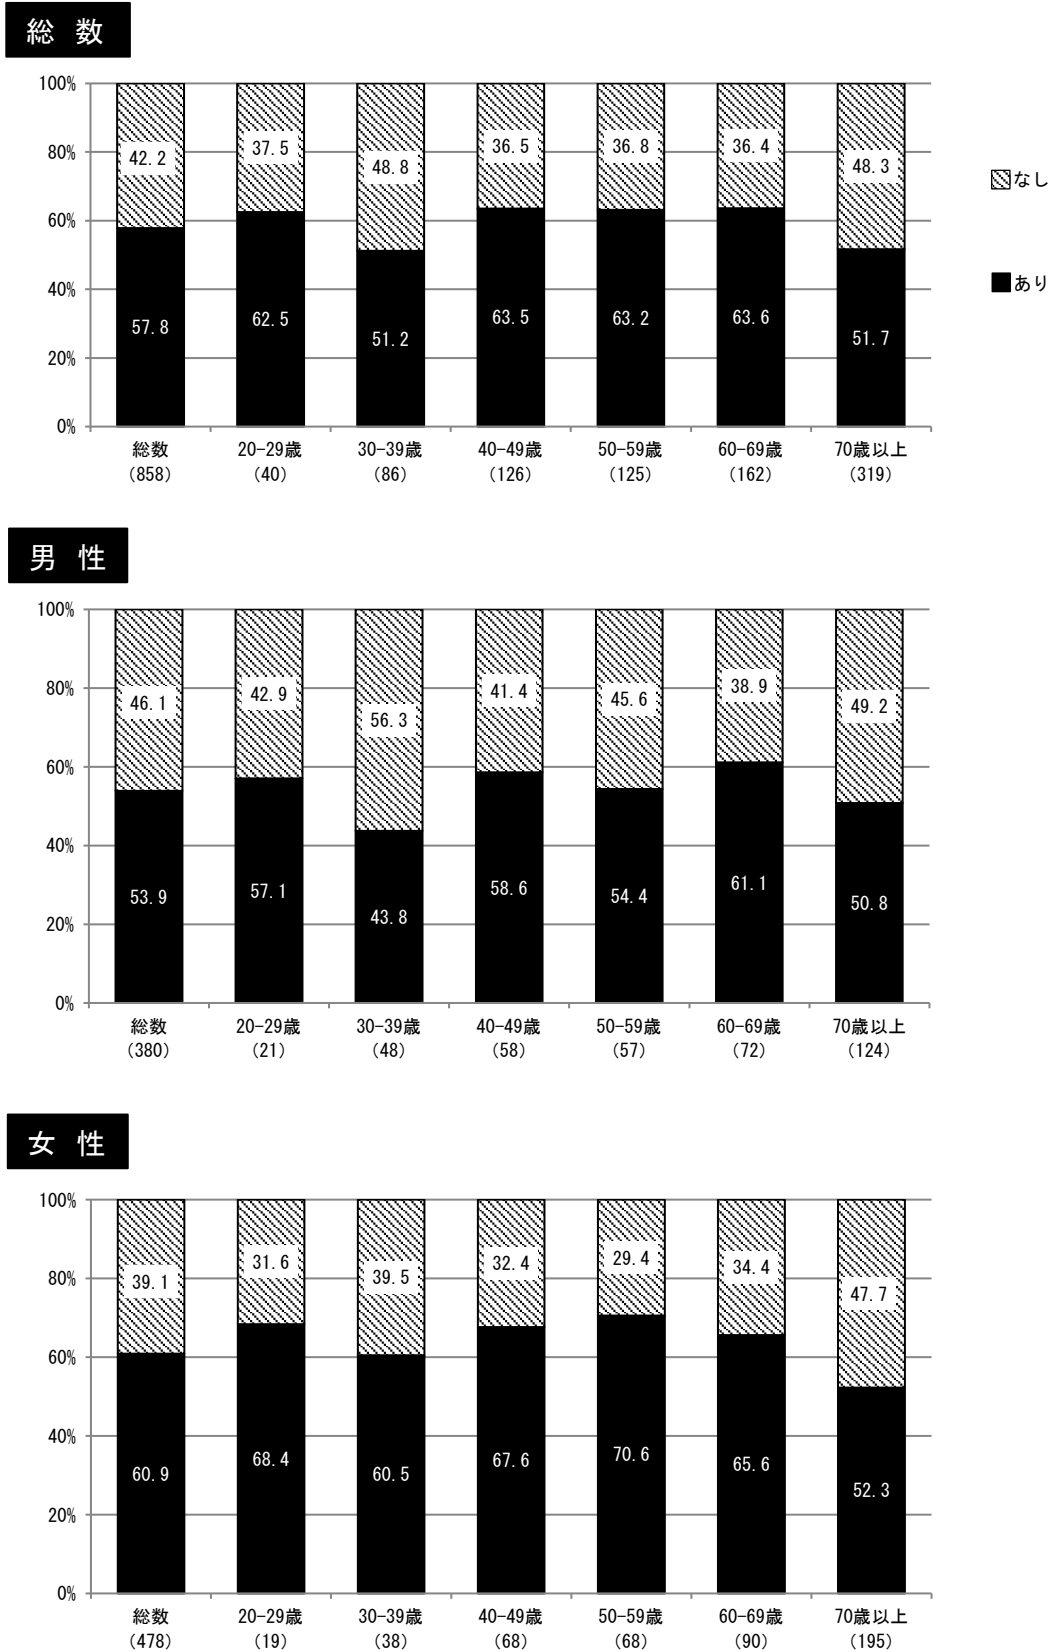 総 数
100%
80%
60%
40%
20%
0%
42.2 37.5 48.8 36.5 36.8 36.4 48.3
57.8 62.5 51.2 63.5 63.2 63.6 51.7
なし
あり
総数 20-29歳 30-39歳 40-49歳 50-59歳 60-69歳 70歳以上
(858) (40) (86) (126) (125) (162) (319)
男 性
100%
80%
60%
40%
20%
0%
46.1 42.9 56.3 41.4 45.6 38.9 49.2
53.9 57.1 43.8 58.6 54.4 61.1 50.8
総数 20-29歳 30-39歳 40-49歳 50-59歳 60-69歳 70歳以上
(380) (21) (48) (58) (57) (72) (124)
女 性
100%
80%
60%
40%
20%
0%
39.1 31.6 39.5 32.4 29.4 34.4 47.7
60.9 68.4 60.5 67.6 70.6 65.6 52.3
総数 20-29歳 30-39歳 40-49歳 50-59歳 60-69歳 70歳以上
(478) (19) (38) (68) (68) (90) (195)